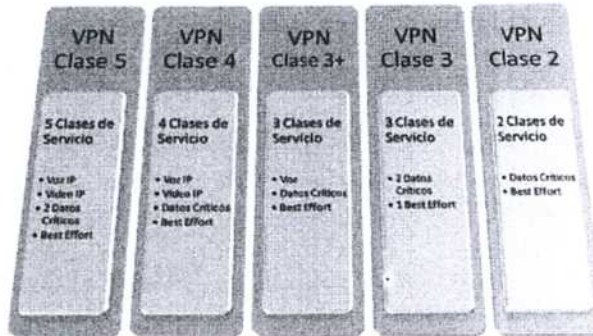 VPN
Clase 5
5 Clases de
Servicio
• Voz IP
• Video IP
• 2 Datos
Críticos
• Best Effort
VPN
Clase 4
4 Clases de
Servicio
• Voz IP
• Video IP
• Datos Críticos
• Best Effort
VPN
Clase 3+
3 Clases de
Servicio
• Voz
• Datos Críticos
• Best Effort
VPN
Clase 3
3 Clases de
Servicio
• 2 Datos
Críticos
• 1 Best Effort
VPN
Clase 2
2 Clases de
Servicio
• Datos Críticos
• Best Effort